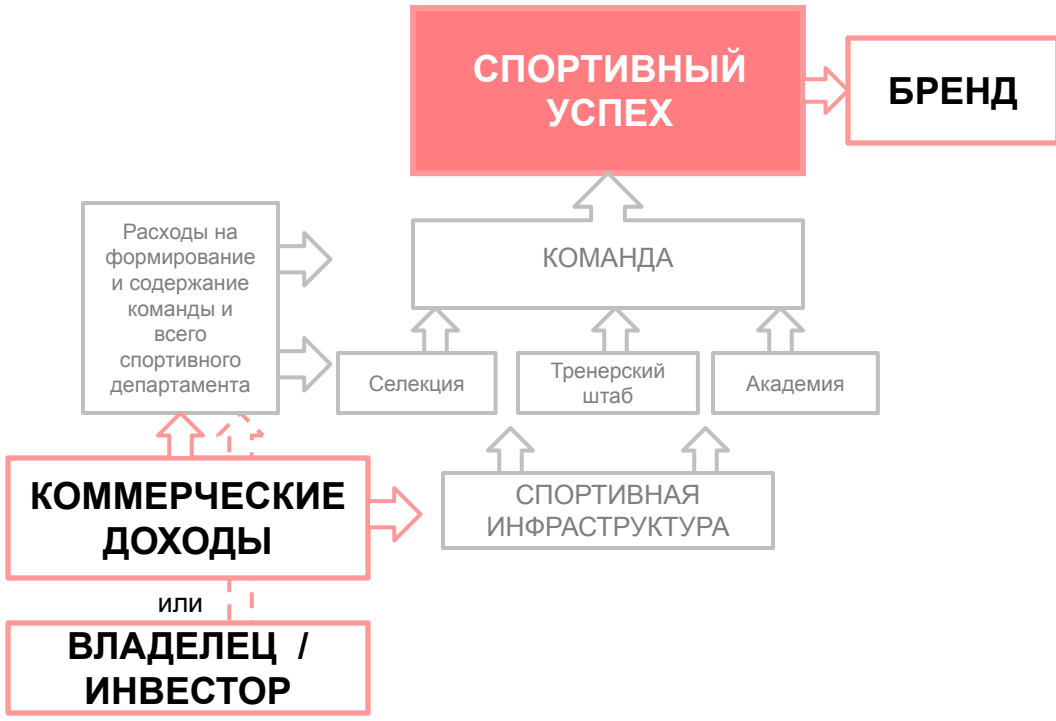 СПОРТИВНЫЙ
УСПЕХ
БРЕНД
Расходы на
формирование
и содержание
команды и
всего
спортивного
департамента
КОМАНДА
Селекция
Тренерский
штаб
Академия
КОММЕРЧЕСКИЕ
ДОХОДЫ
СПОРТИВНАЯ
ИНФРАСТРУКТУРА
или
ВЛАДЕЛЕЦ /
ИНВЕСТОР